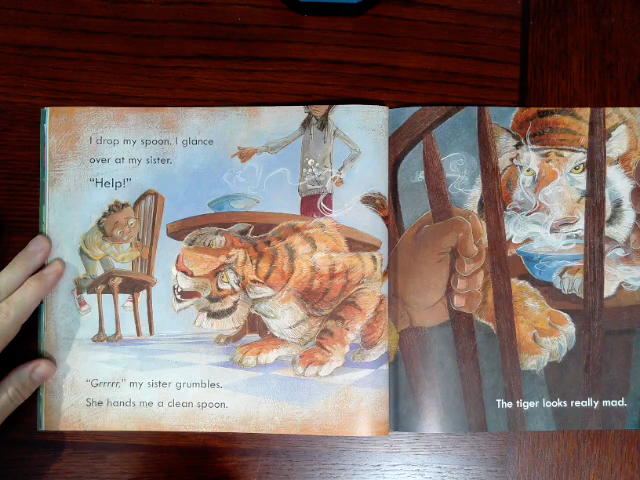 I drop my spoon. I glance
over at my sister.
"Help!"
"Grrrrr," my sister grumbles.
She hands me a clean spoon.
The tiger looks really mad.